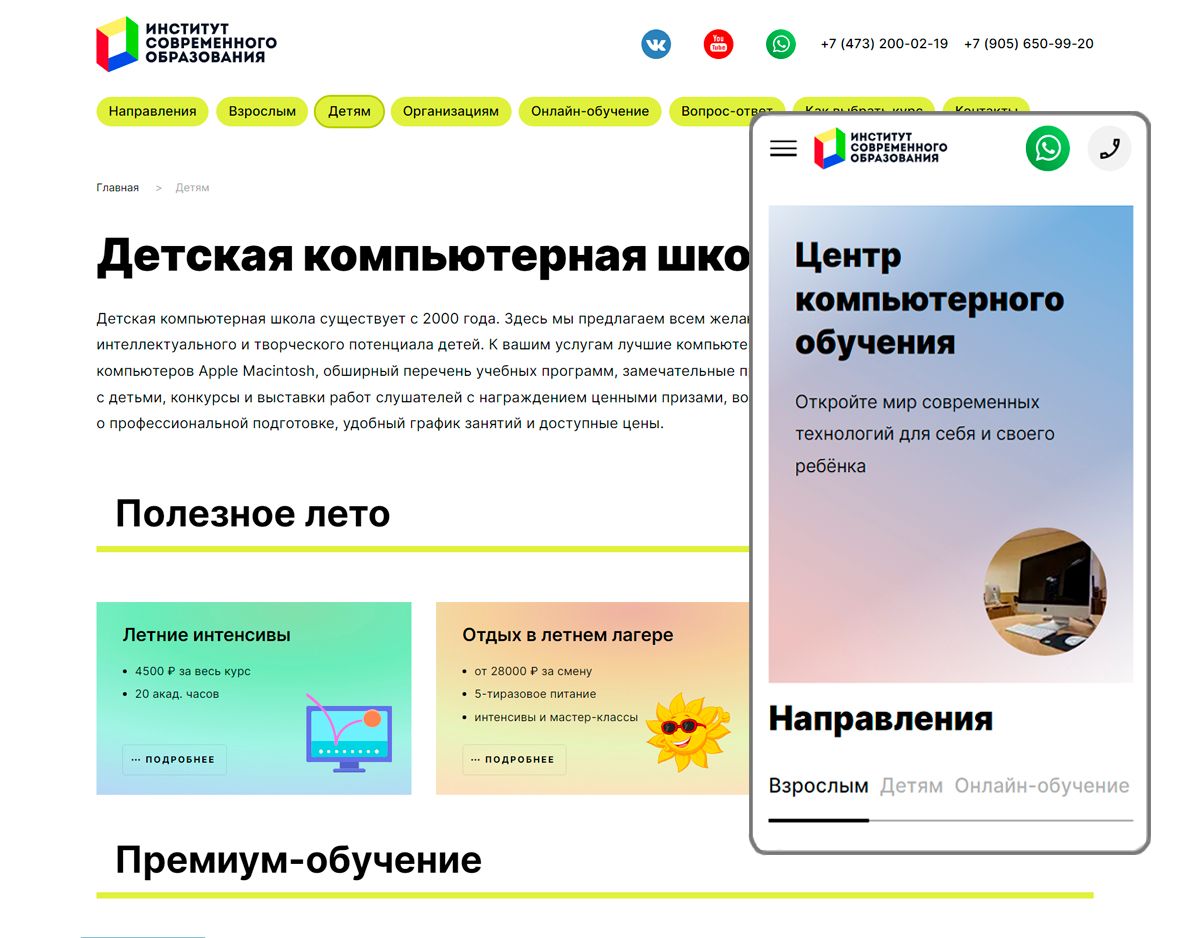 ИНСТИТУТ
СОВРЕМЕННОГО
ОБРАЗОВАНИЯ
You
Tube
+7 (473) 200-02-19 +7 (905) 650-99-20
Направления Взрослым Детям Организациям Онлайн-обучение Вопрос-ответ Как выбрать курс Контакты
Главная > Детям
Детская компьютерная шко
Детская компьютерная школа существует с 2000 года. Здесь мы предлагаем всем
интеллектуального и творческого потенциала детей. К вашим услугам лучшие компьюте
компьютеров Apple Macintosh, обширный перечень учебных программ, замечательные п
с детьми, конкурсы и выставки работ слушателей с награждением ценными призами, во
о профессиональной подготовке, удобный график занятий и доступные цены.
Полезное лето
Летние интенсивы
• 4500 ₽ за весь курс
• 20 акад. часов
··· ПОДРОБНЕЕ
Отдых в летнем лагере
• от 28000 ₽ за смену
• 5-тиразовое питание
• интенсивы и мастер-классы
··· ПОДРОБНЕЕ
Премиум-обучение
ИНСТИТУТ
СОВРЕМЕННОГО
ОБРАЗОВАНИЯ
Центр
компьютерного
обучения
Откройте мир современных
технологий для себя и своего
ребёнка
Направления
Взрослым Детям Онлайн-обучение